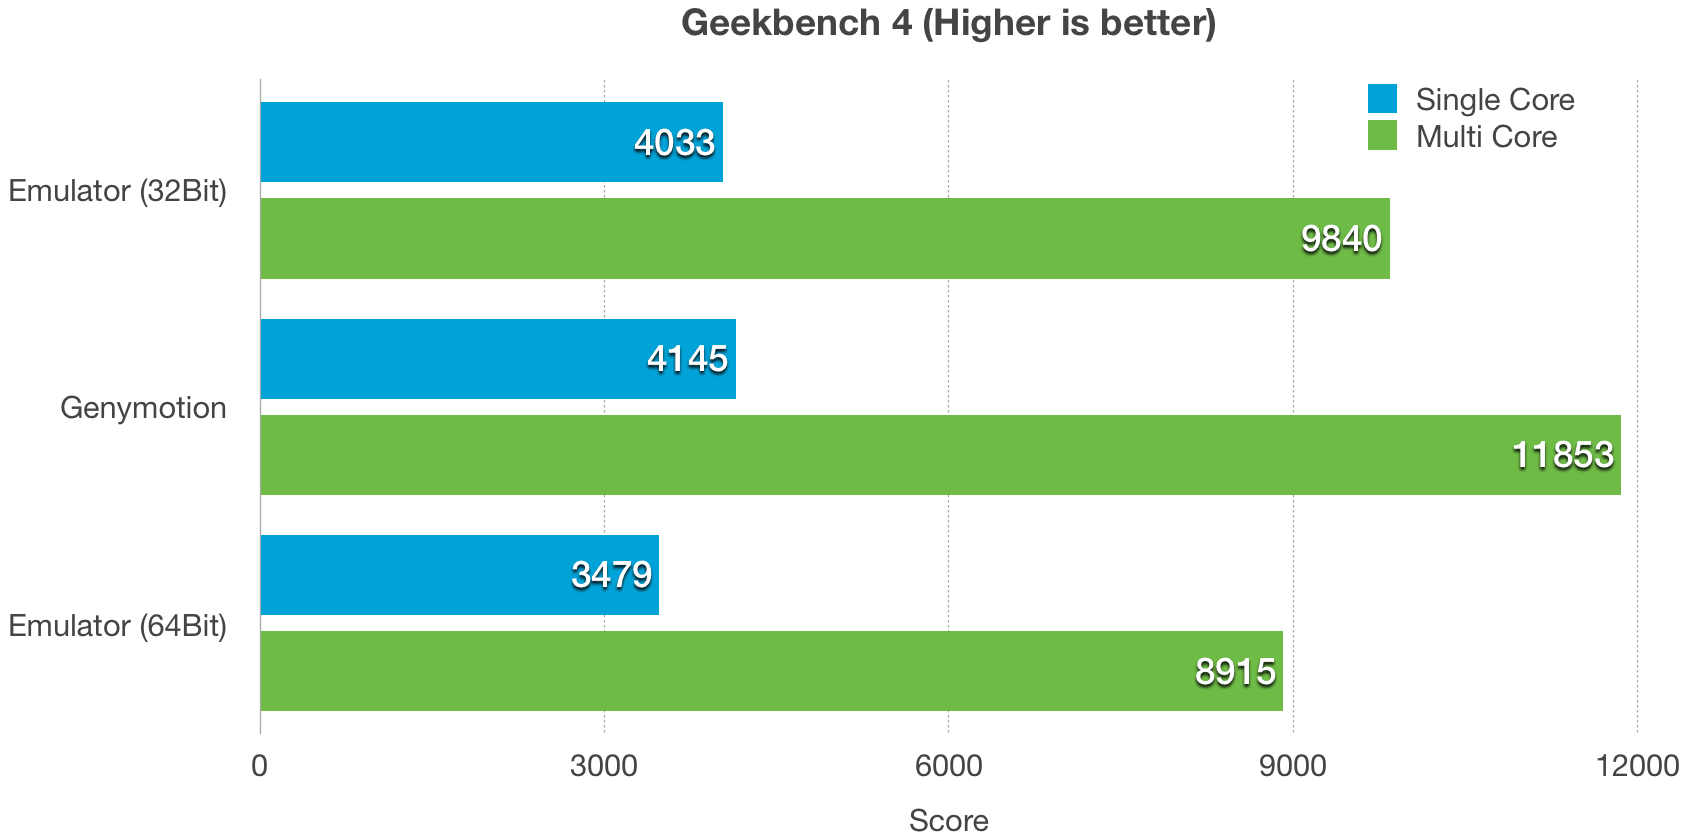 Geekbench 4 (Higher is better)
Single Core
Multi Core
Emulator (32Bit)
4033
9840
Genymotion
4145
11853
Emulator (64Bit)
3479
8915
0 3000 6000 9000 12000
Score